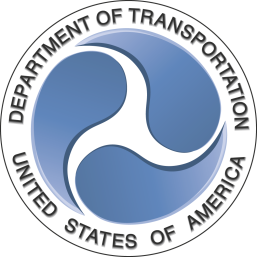 DEPARTMENT OF TRANSPORTATION
UNITED STATES OF AMERICA